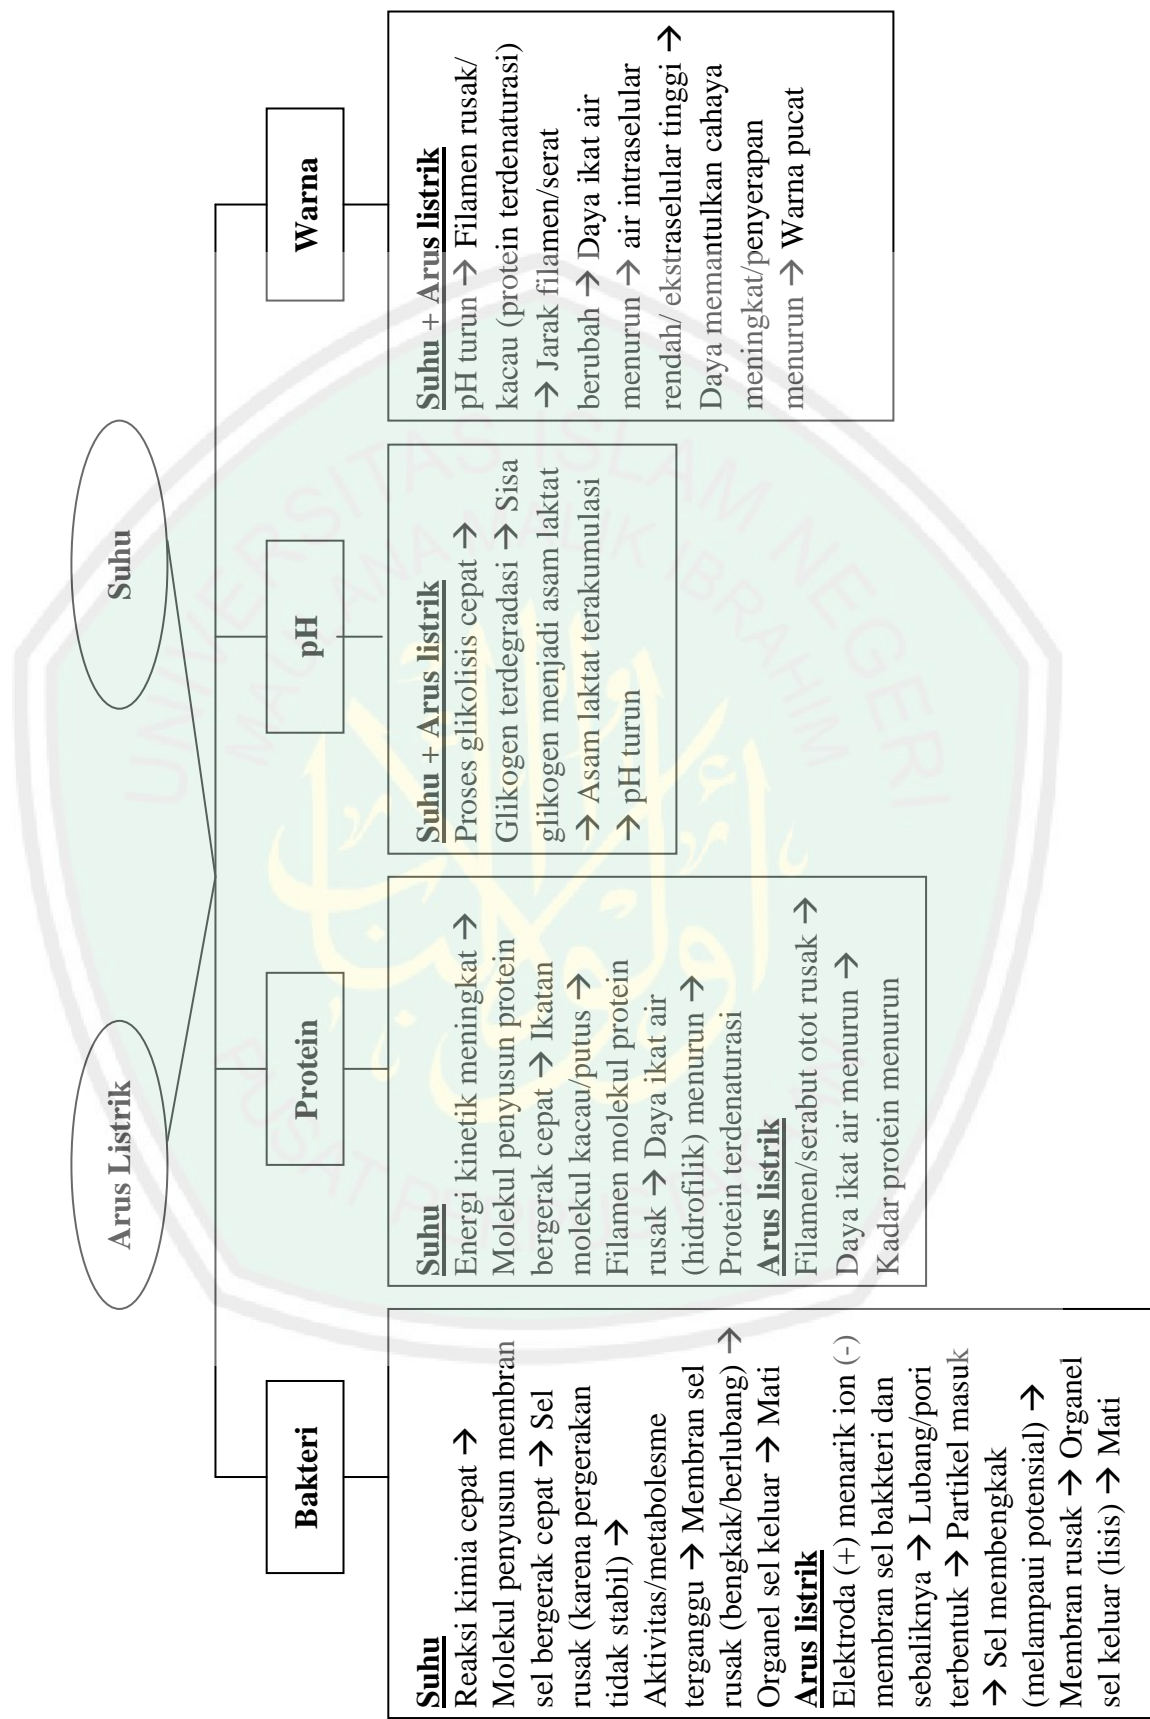 Arus Listrik
Suhu
Bakteri
Protein
pH
Warna
Suhu
Reaksi kimia cepat →
Molekul penyusun membran
sel bergerak cepat → Sel
rusak (karena pergerakan
tidak stabil) →
Aktivitas/metabolesme
terganggu → Membran sel
rusak (bengkak/berlubang) →
Organel sel keluar → Mati
Arus listrik
Elektroda (+) menarik ion (-)
membran sel bakkteri dan
sebaliknya → Lubang/pori
terbentuk → Partikel masuk
→ Sel membengkak
(melampaui potensial) →
Membran rusak → Organel
sel keluar (lisis) → Mati
Suhu
Energi kinetik meningkat →
Molekul penyusun protein
bergerak cepat → Ikatan
molekul kacau/putus →
Filamen molekul protein
rusak → Daya ikat air
(hidrofilik) menurun →
Protein terdenaturasi
Arus listrik
Filamen/serabut otot rusak →
Daya ikat air menurun →
Kadar protein menurun
Suhu + Arus listrik
Proses glikolisis cepat →
Glikogen terdegradasi → Sisa
glikogen menjadi asam laktat
→ Asam laktat terakumulasi
→ pH turun
Suhu + Arus listrik
pH turun → Filamen rusak/
kacau (protein terdenaturasi)
→ Jarak filamen/serat
berubah → Daya ikat air
menurun → air intraselular
rendah/ ekstraselular tinggi →
Daya memantulkan cahaya
meningkat/penyerapan
menurun → Warna pucat
UNIVERSITAS ISLAM NEGERI
MAULANA MALIK IBRAHIM